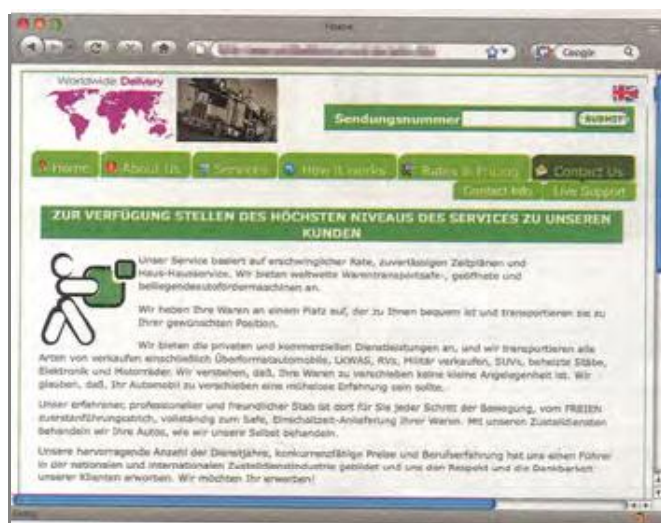 Home
Google
Worldwide Delivery
Sendungsnummer
SUBMIT
Home
About Us
Services
How it works
Rates & Pricing
Contact Us
Contact Info
Live Support
ZUR VERFÜGUNG STELLEN DES HÖCHSTEN NIVEAUS DES SERVICES ZU UNSEREN
KUNDEN
Unser Service basiert auf erschwinglicher Rate, zuverlässigen Zeitplänen und
Haus-Hausservice. Wir bieten weltweite Warentransportsafe-, geöffnete und
beiliegendesutofördermaschinen an.
Wir heben Ihre Waren an einem Platz auf, der zu Ihnen bequem ist und transportieren sie zu
Ihrer gewünschten Position.
Wir bieten die privaten und kommerziellen Dienstleistungen an, und wir transportieren alle
Arten von verkaufen einschließlich Überformatautomobile, LKWAS, RVs, Militär verkaufen, SUVs, beheizte Stäbe,
Elektronik und Motorräder. Wir verstehen, daß, Ihre Waren zu verschieben keine kleine Angelegenheit ist. Wir
glauben, daß, Ihr Automobil zu verschieben eine mühelose Erfahrung sein sollte.
Unser erfahrener, professioneller und freundlicher Stab ist dort für Sie jeder Schritt der Bewegung, vom FREIEN
vollständig zum Safe, Einschaltzeit-Anlieferung Ihrer Waren. Mit unseren Zustelldiensten
behandeln wir Ihre Autos, wie wir unsere Selbst behandeln.
Unsere hervorragende Anzahl der Dienstjahre, konkurrenzfähige Preise und Berufserfahrung hat uns einen Führer
in der nationalen und internationalen Zustelldienstindustrie gebildet und uns den Respekt und die Dankbarkeit
unserer Klienten erworben. Wir möchten Ihr erwerben!